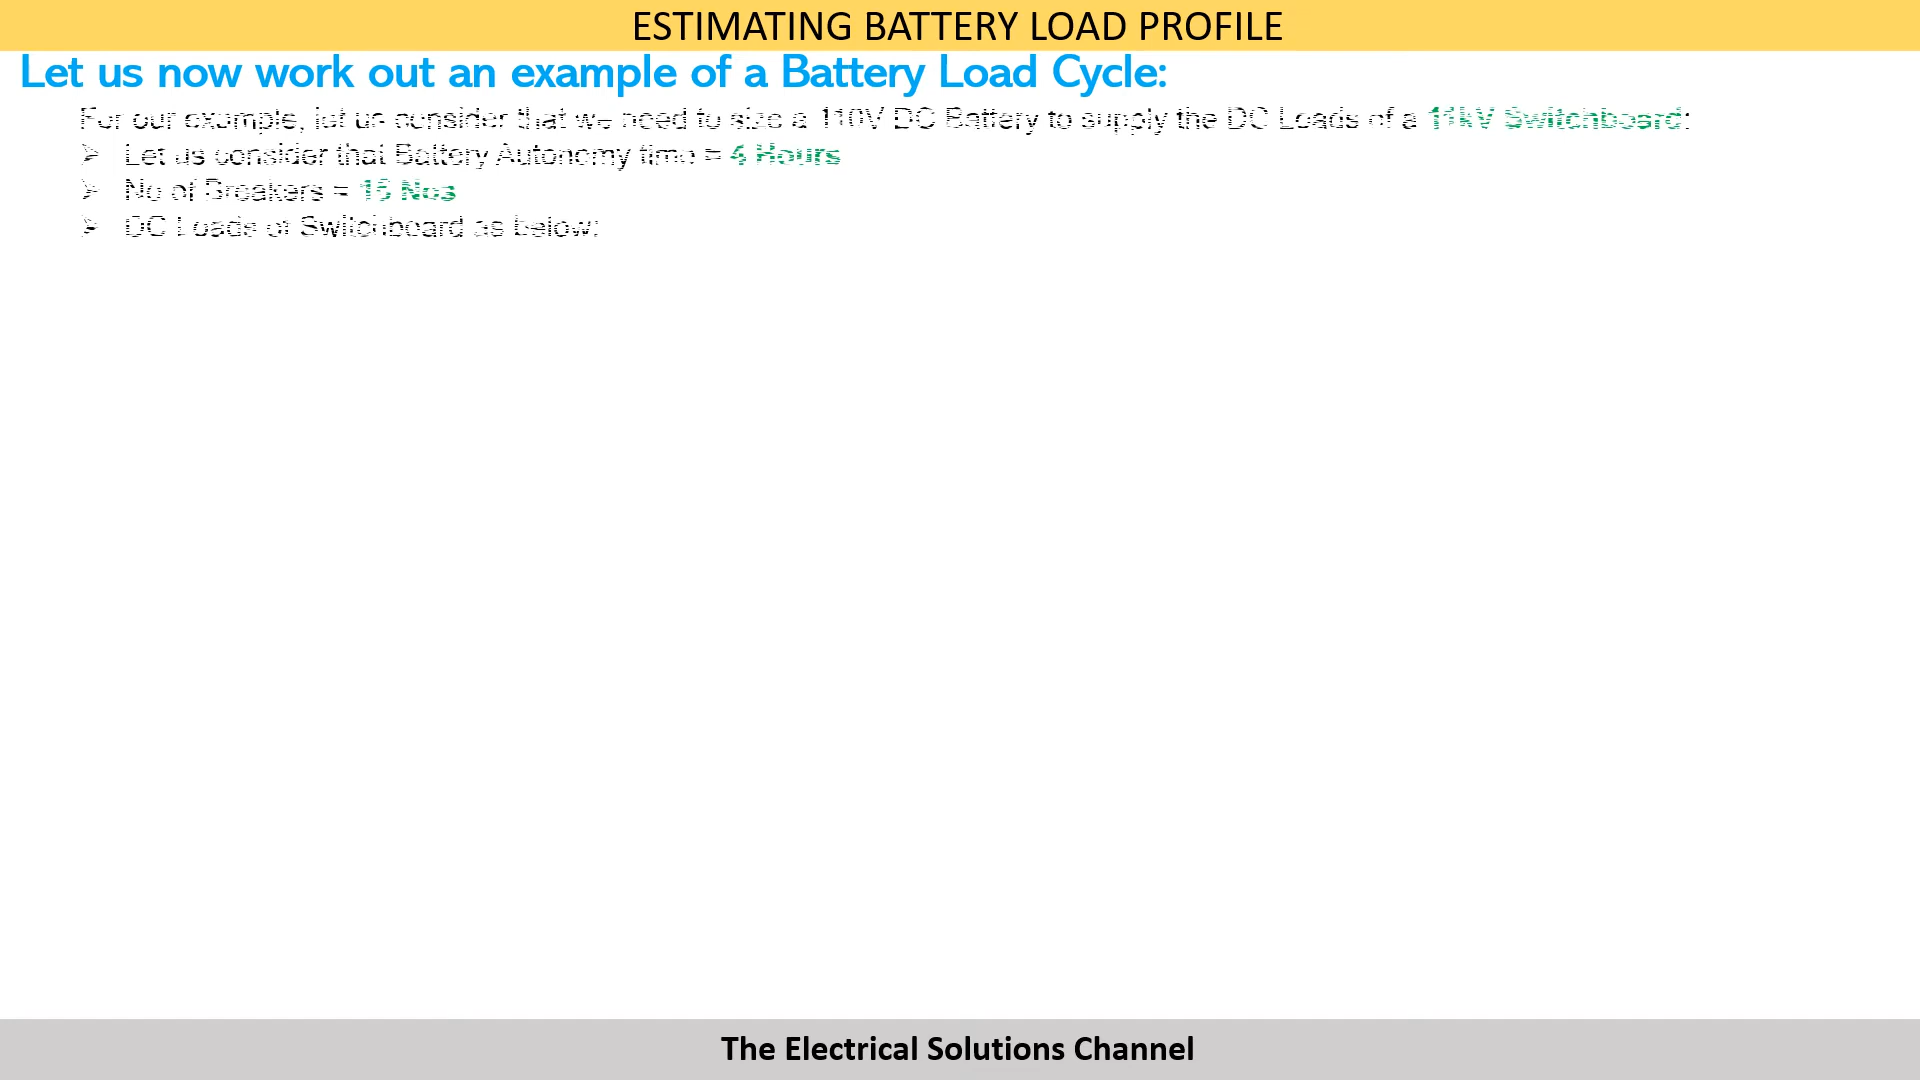 ESTIMATING BATTERY LOAD PROFILE
Let us now work out an example of a Battery Load Cycle:
For our example, let us consider that we need to size a 110V DC Battery to supply the DC Loads of a 11kV Switchboard:
➤ Let us consider that Battery Autonomy time = 4 Hours
➤ No of Breakers = 15 Nos
➤ DC Loads of Switchboard as below:
The Electrical Solutions Channel